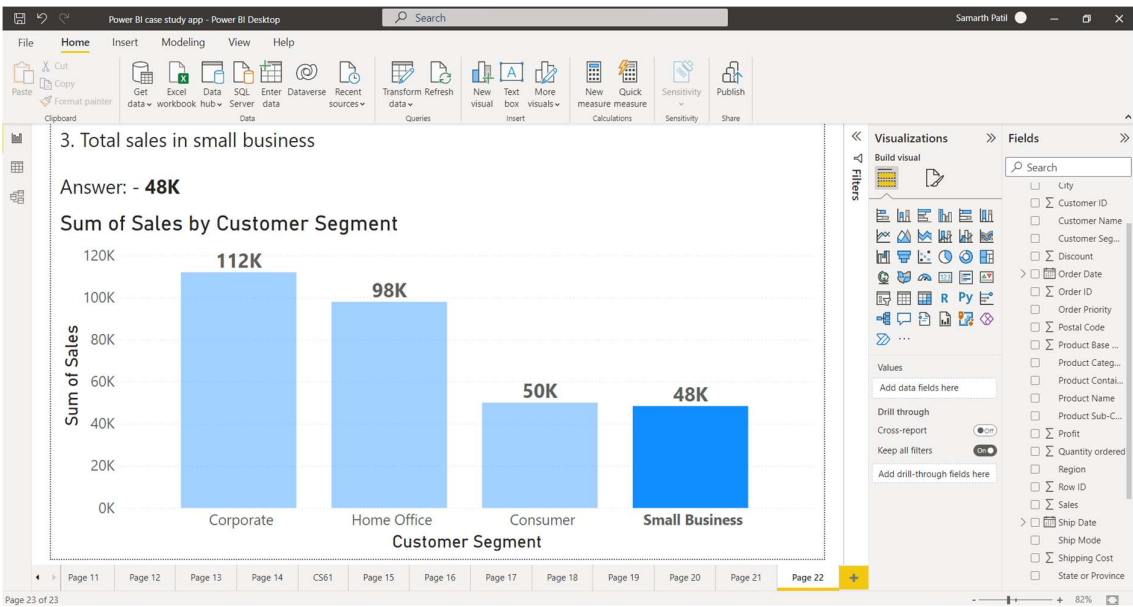 Power BI case study app - Power BI Desktop
Search
Samarth Patil
File Home Insert Modeling View Help
Paste
Cut
Copy
Format painter
Clipboard
Get data
Excel workbook
Data hub
SQL Server
Enter data
Dataverse
Recent sources
Data
Transform data
Refresh
Queries
New visual
Text box
More visuals
Insert
New measure
Quick measure
Calculations
Sensitivity
Sensitivity
Publish
Share
3. Total sales in small business
Answer: - 48K
Sum of Sales by Customer Segment
Sum of Sales
120K
100K
80K
60K
40K
20K
0K
112K
98K
50K
48K
Corporate
Home Office
Consumer
Small Business
Customer Segment
Filters
Visualizations
Build visual
R
Py
123
...
Values
Add data fields here
Drill through
Cross-report
Off
Keep all filters
On
Add drill-through fields here
Fields
Search
City
Customer ID
Customer Name
Customer Seg...
Discount
Order Date
Order ID
Order Priority
Postal Code
Product Base ...
Product Categ...
Product Contai...
Product Name
Product Sub-C...
Profit
Quantity ordered
Region
Row ID
Sales
Ship Date
Ship Mode
Shipping Cost
State or Province
Page 11
Page 12
Page 13
Page 14
CS61
Page 15
Page 16
Page 17
Page 18
Page 19
Page 20
Page 21
Page 22
Page 23 of 23
82%